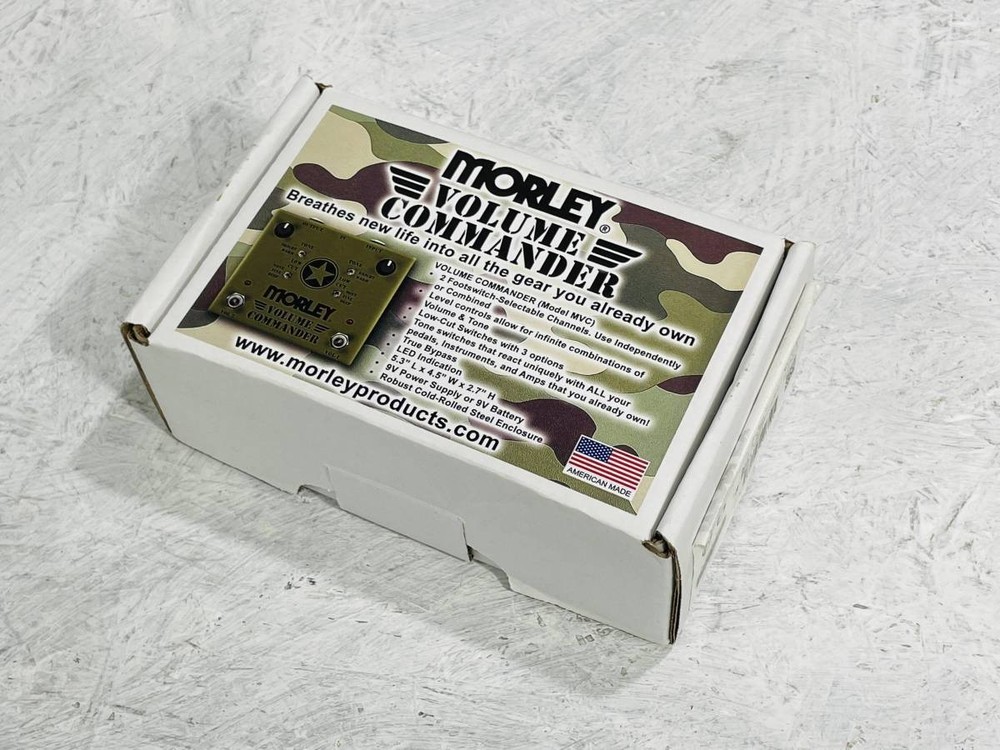 MORLEY®
VOLUME
COMMANDER
Breathes new life into all the gear you already own
VOLUME COMMANDER (Model MVC)
• 2 Footswitch-Selectable Channels. Use Independently
or Combined
• Level controls allow for infinite combinations of
Volume & Tone
• Low-Cut Switches with 3 options
• Tone switches that react uniquely with ALL your
pedals, Instruments, and Amps that you already own!
• True Bypass
• LED Indication
• 5.3" L x 4.5" W x 2.7" H
• 9V Power Supply or 9V Battery
• Robust Cold-Rolled Steel Enclosure
MORLEY
VOLUME
COMMANDER
www.morleyproducts.com
AMERICAN MADE